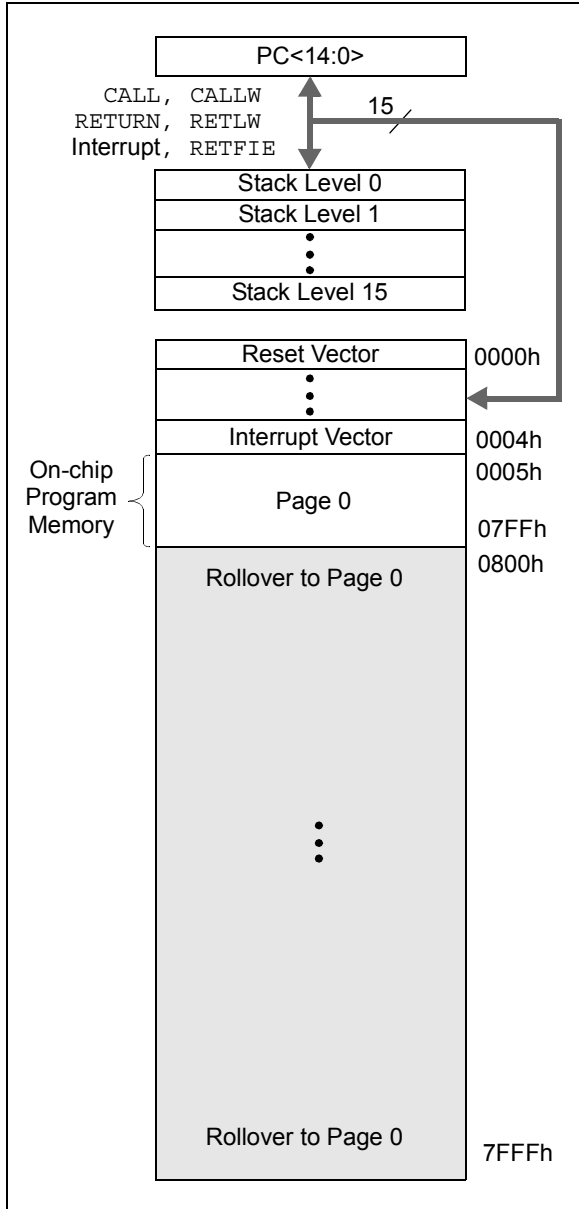 PC<14:0>
CALL, CALLW
15
RETURN, RETLW
Interrupt, RETFIE
Stack Level 0
Stack Level 1
Stack Level 15
Reset Vector
0000h
Interrupt Vector
0004h
On-chip
Program
Memory
0005h
Page 0
07FFh
Rollover to Page 0
0800h
Rollover to Page 0
7FFFh